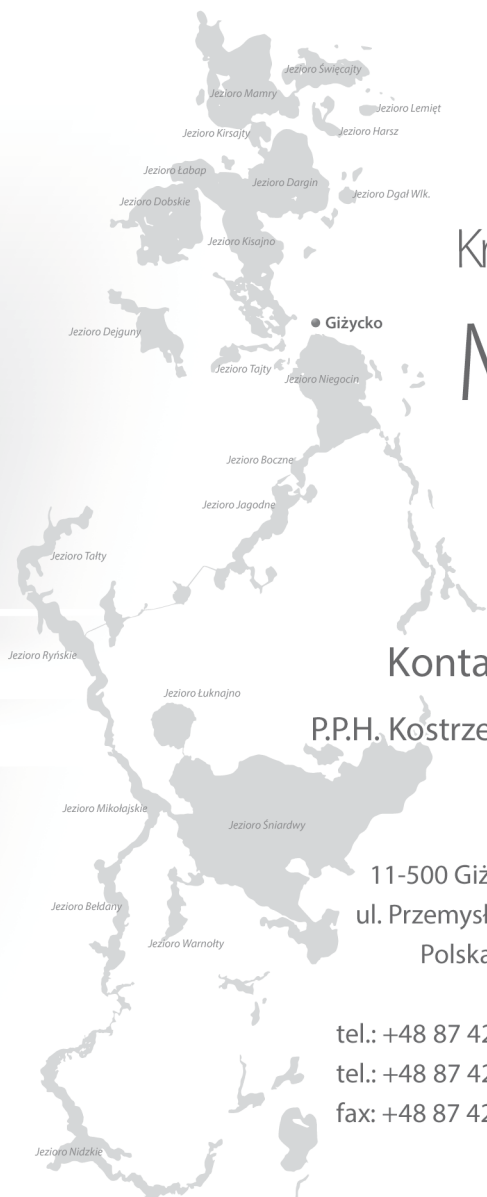 Jezioro Święcajty
Jezioro Mamry
Jezioro Lemięt
Jezioro Kirsajty
Jezioro Harsz
Jezioro Łabap
Jezioro Dargin
Jezioro Dgał Wlk.
Jezioro Dobskie
Jezioro Kisajno
Kr
Giżycko
Jezioro Dejguny
M
Jezioro Tajty
Jezioro Niegocin
Jezioro Boczne
Jezioro Jagodne
Jezioro Tałty
Jezioro Ryńskie
Konta
Jezioro Łuknajno
P.P.H. Kostrze
Jezioro Mikołajskie
Jezioro Śniardwy
11-500 Giż
Jezioro Bełdany
ul. Przemysł
Jezioro Warnołty
Polska
tel.: +48 87 42
tel.: +48 87 42
fax: +48 87 42
Jezioro Nidzkie